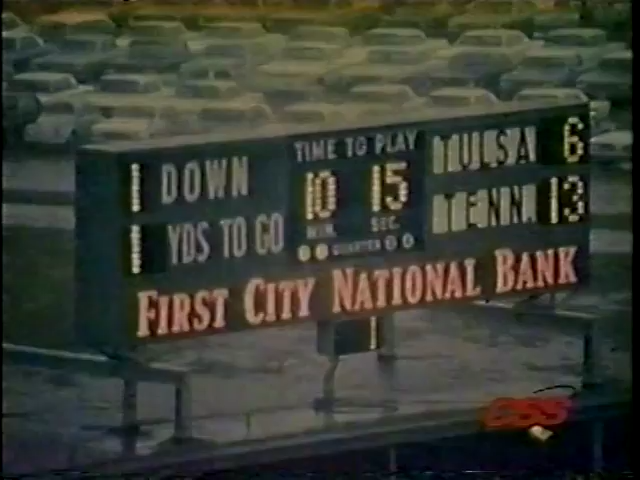 1 DOWN
1 YDS TO GO
TIME TO PLAY
10 15
MIN. SEC.
QUARTER
TULSA 6
TENN. 13
FIRST CITY NATIONAL BANK
1